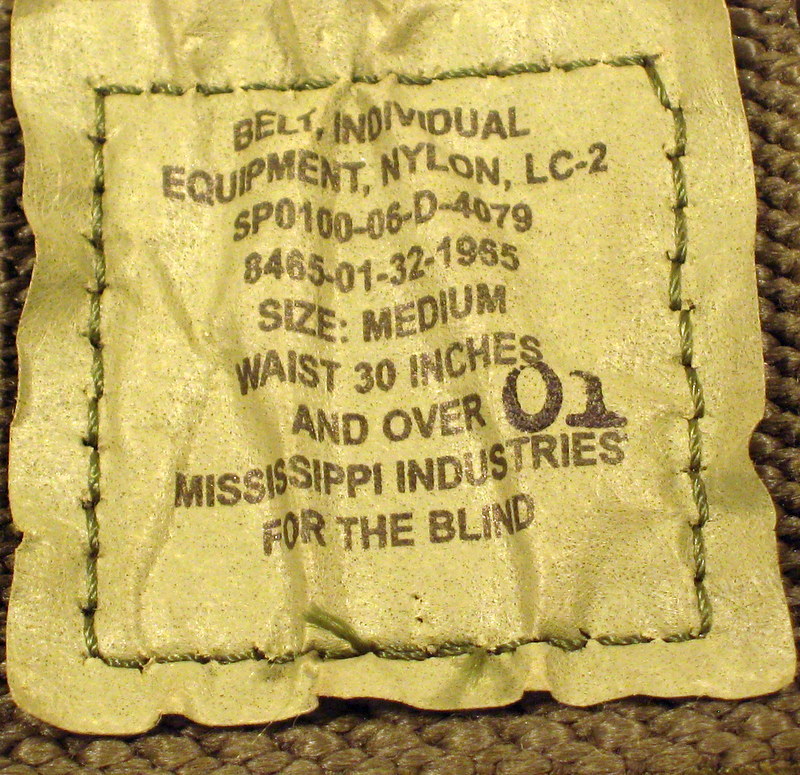 BELT, INDIVIDUAL
EQUIPMENT, NYLON, LC-2
SP0100-06-D-4079
8465-01-32-1965
SIZE: MEDIUM
WAIST 30 INCHES
AND OVER 01
MISSISSIPPI INDUSTRIES
FOR THE BLIND